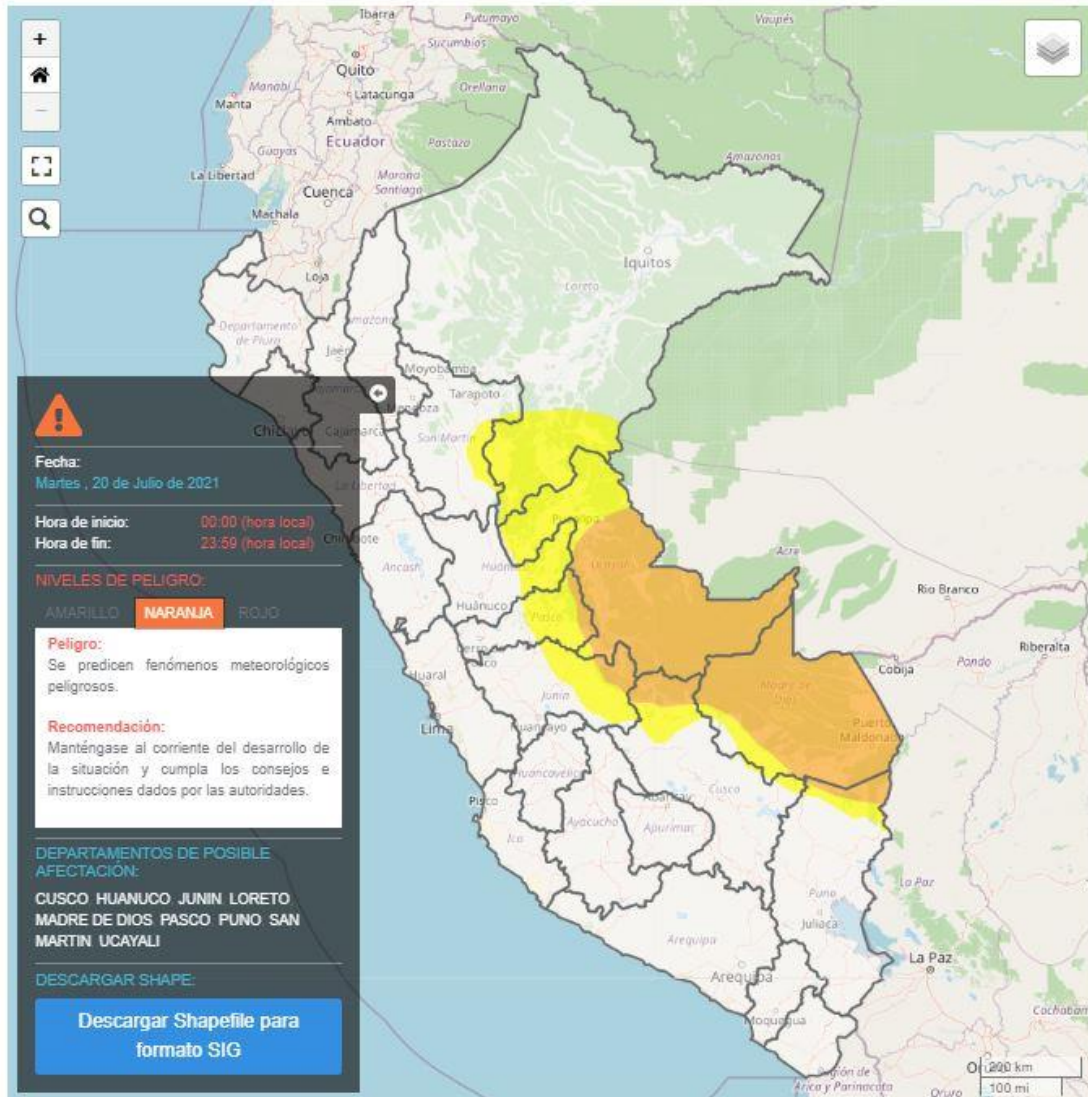 Ibarra
Putumayo
Vaupés
Sucumbíos
Quito
Manabí
Latacunga
Orellana
Manta
Ambato
Ecuador
Pastaza
Guayas
Amazonas
La Libertad
Morona
Santiago
Cuenca
Machala
Loja
Iquitos
Loreto
Amazonas
Departamento
de Piura
Jaén
Moyobamba
Tarapoto
San Martín
Cajamarca
La Libertad
Ancash
Huánuco
Pasco
Acre
Rio Branco
Cobija
Pando
Riberalta
Madre de
Dios
Puerto
Maldonado
Huaral
Junín
Lima
Huancayo
Huancavelica
Pisco
Cusco
Abancay
Ica
Ayacucho
Apurímac
Puno
Juliaca
La Paz
La Paz
Arequipa
Arequipa
Moquegua
Región de
Arica y Parinacota
Oruro
200 km
100 mi
Fecha:
Martes , 20 de Julio de 2021
Hora de inicio: 00:00 (hora local)
Hora de fin: 23:59 (hora local)
NIVELES DE PELIGRO:
AMARILLO NARANJA ROJO
Peligro:
Se predicen fenómenos meteorológicos
peligrosos.
Recomendación:
Manténgase al corriente del desarrollo de
la situación y cumpla los consejos e
instrucciones dados por las autoridades.
DEPARTAMENTOS DE POSIBLE
AFECTACIÓN:
CUSCO HUANUCO JUNIN LORETO
MADRE DE DIOS PASCO PUNO SAN
MARTIN UCAYALI
DESCARGAR SHAPE:
Descargar Shapefile para
formato SIG